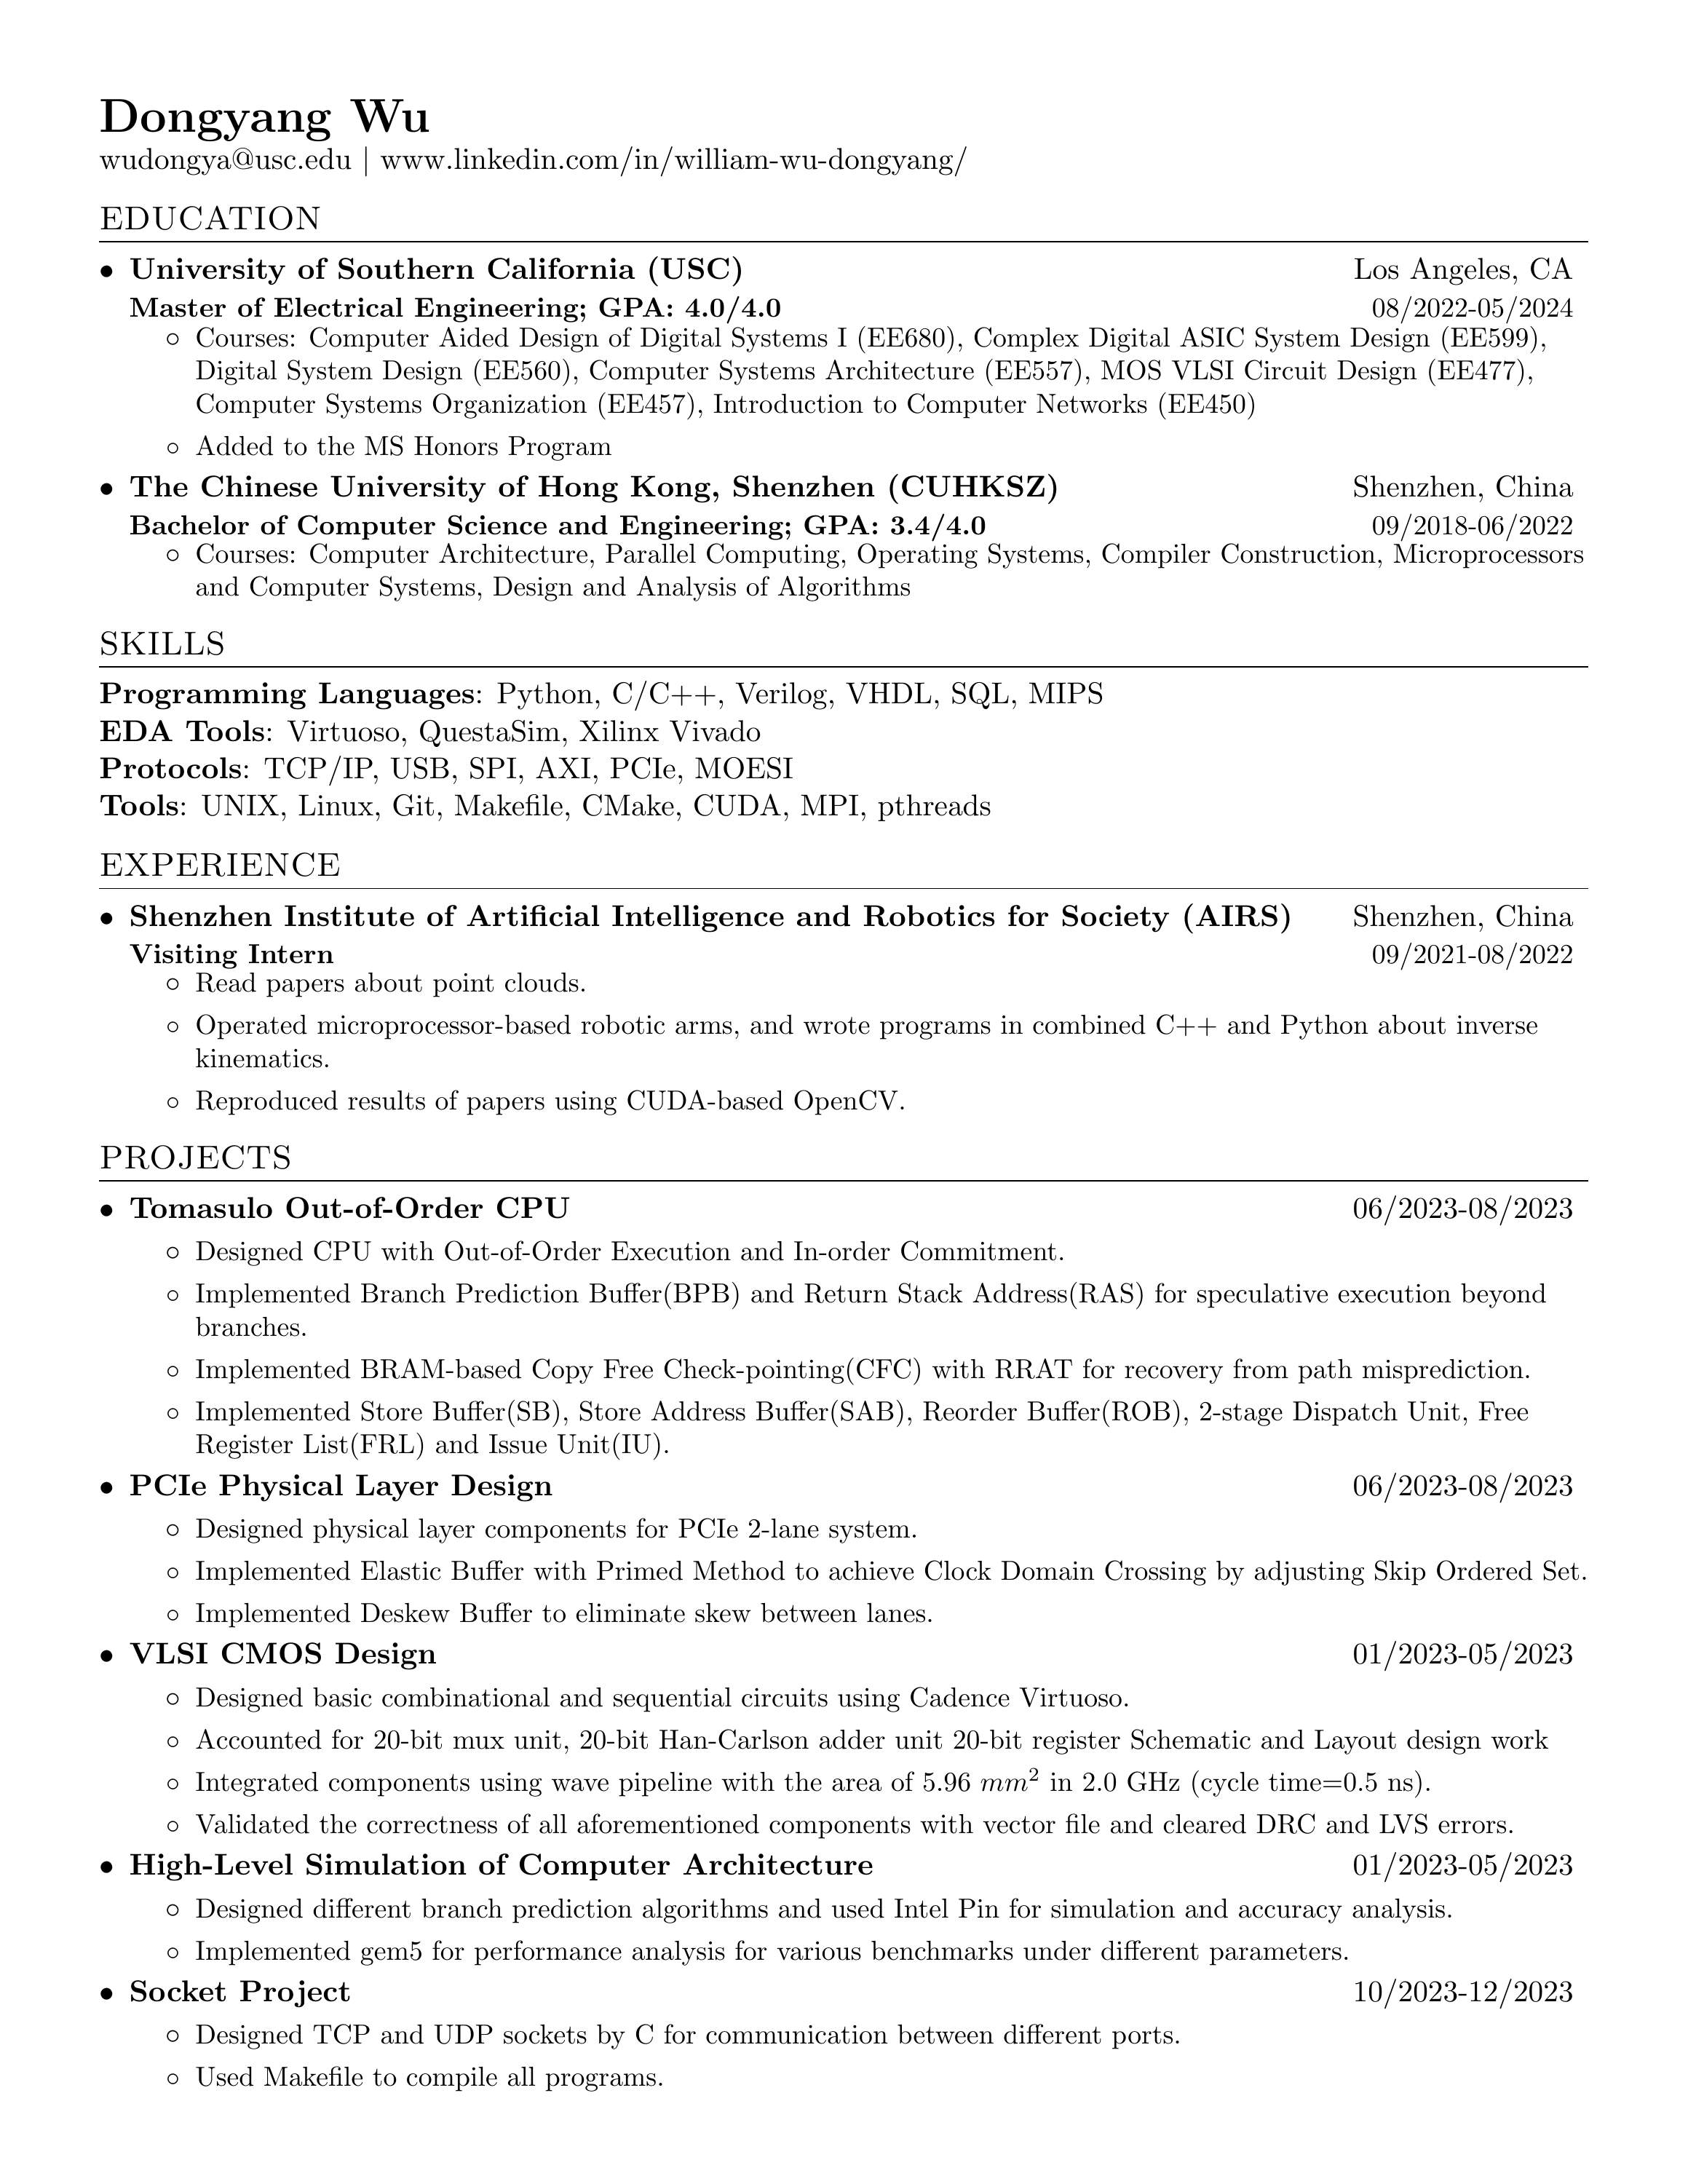 Dongyang Wu
wudongya@usc.edu | www.linkedin.com/in/william-wu-dongyang/
EDUCATION
• University of Southern California (USC) Los Angeles, CA
Master of Electrical Engineering; GPA: 4.0/4.0 08/2022-05/2024
◦ Courses: Computer Aided Design of Digital Systems I (EE680), Complex Digital ASIC System Design (EE599),
Digital System Design (EE560), Computer Systems Architecture (EE557), MOS VLSI Circuit Design (EE477),
Computer Systems Organization (EE457), Introduction to Computer Networks (EE450)
◦ Added to the MS Honors Program
• The Chinese University of Hong Kong, Shenzhen (CUHKSZ) Shenzhen, China
Bachelor of Computer Science and Engineering; GPA: 3.4/4.0 09/2018-06/2022
◦ Courses: Computer Architecture, Parallel Computing, Operating Systems, Compiler Construction, Microprocessors
and Computer Systems, Design and Analysis of Algorithms
SKILLS
Programming Languages: Python, C/C++, Verilog, VHDL, SQL, MIPS
EDA Tools: Virtuoso, QuestaSim, Xilinx Vivado
Protocols: TCP/IP, USB, SPI, AXI, PCIe, MOESI
Tools: UNIX, Linux, Git, Makefile, CMake, CUDA, MPI, pthreads
EXPERIENCE
• Shenzhen Institute of Artificial Intelligence and Robotics for Society (AIRS) Shenzhen, China
Visiting Intern 09/2021-08/2022
◦ Read papers about point clouds.
◦ Operated microprocessor-based robotic arms, and wrote programs in combined C++ and Python about inverse
kinematics.
◦ Reproduced results of papers using CUDA-based OpenCV.
PROJECTS
• Tomasulo Out-of-Order CPU 06/2023-08/2023
◦ Designed CPU with Out-of-Order Execution and In-order Commitment.
◦ Implemented Branch Prediction Buffer(BPB) and Return Stack Address(RAS) for speculative execution beyond
branches.
◦ Implemented BRAM-based Copy Free Check-pointing(CFC) with RRAT for recovery from path misprediction.
◦ Implemented Store Buffer(SB), Store Address Buffer(SAB), Reorder Buffer(ROB), 2-stage Dispatch Unit, Free
Register List(FRL) and Issue Unit(IU).
• PCIe Physical Layer Design 06/2023-08/2023
◦ Designed physical layer components for PCIe 2-lane system.
◦ Implemented Elastic Buffer with Primed Method to achieve Clock Domain Crossing by adjusting Skip Ordered Set.
◦ Implemented Deskew Buffer to eliminate skew between lanes.
• VLSI CMOS Design 01/2023-05/2023
◦ Designed basic combinational and sequential circuits using Cadence Virtuoso.
◦ Accounted for 20-bit mux unit, 20-bit Han-Carlson adder unit 20-bit register Schematic and Layout design work
◦ Integrated components using wave pipeline with the area of 5.96 mm² in 2.0 GHz (cycle time=0.5 ns).
◦ Validated the correctness of all aforementioned components with vector file and cleared DRC and LVS errors.
• High-Level Simulation of Computer Architecture 01/2023-05/2023
◦ Designed different branch prediction algorithms and used Intel Pin for simulation and accuracy analysis.
◦ Implemented gem5 for performance analysis for various benchmarks under different parameters.
• Socket Project 10/2023-12/2023
◦ Designed TCP and UDP sockets by C for communication between different ports.
◦ Used Makefile to compile all programs.